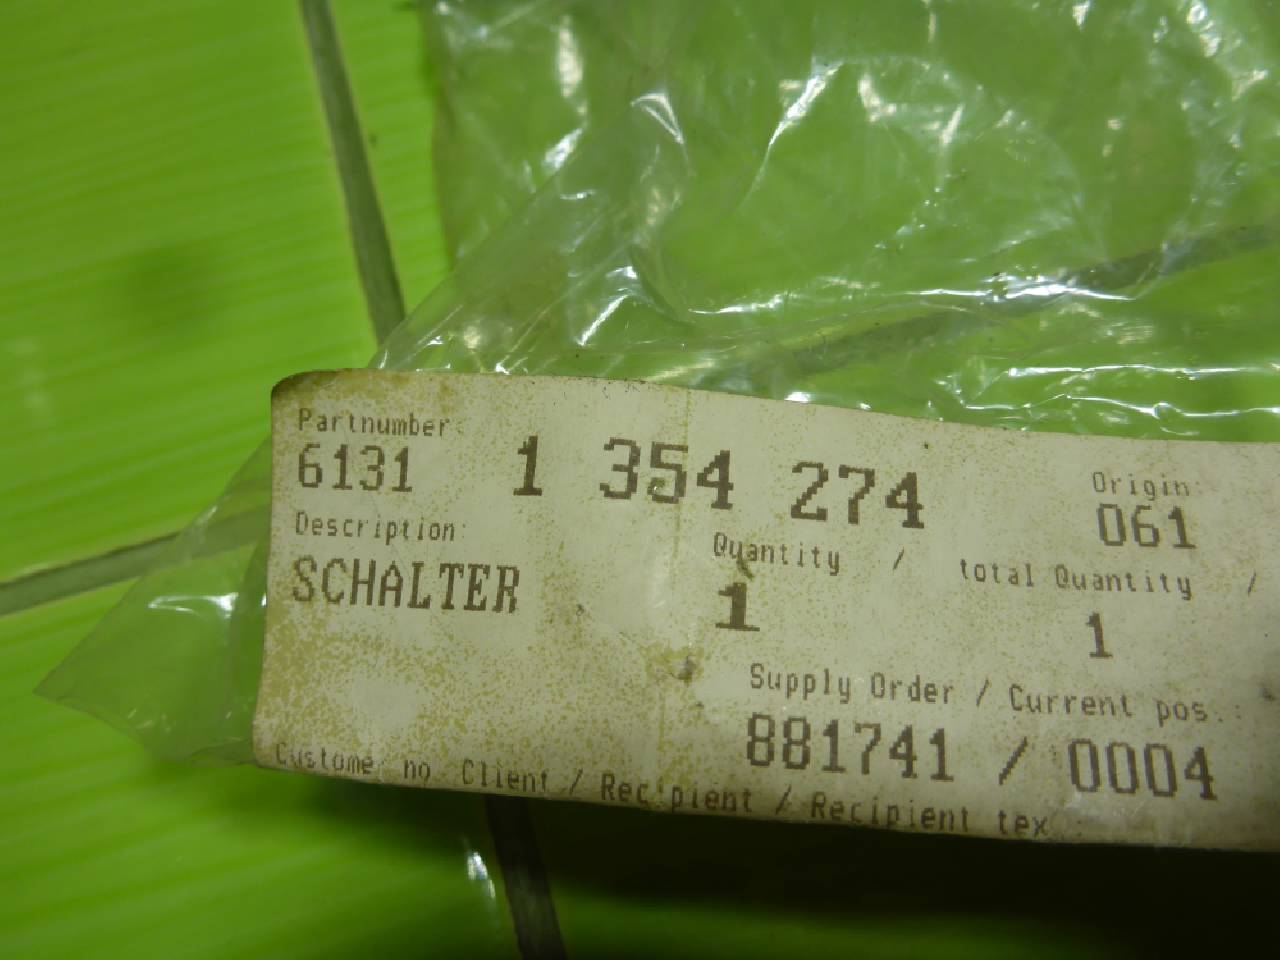 Partnumber:
6131 1 354 274
Origin:
061
Description:
SCHALTER
Quantity / total Quantity /
1 1
Supply Order / Current pos.:
881741 / 0004
Custome no Client / Recipient / Recipient tex :